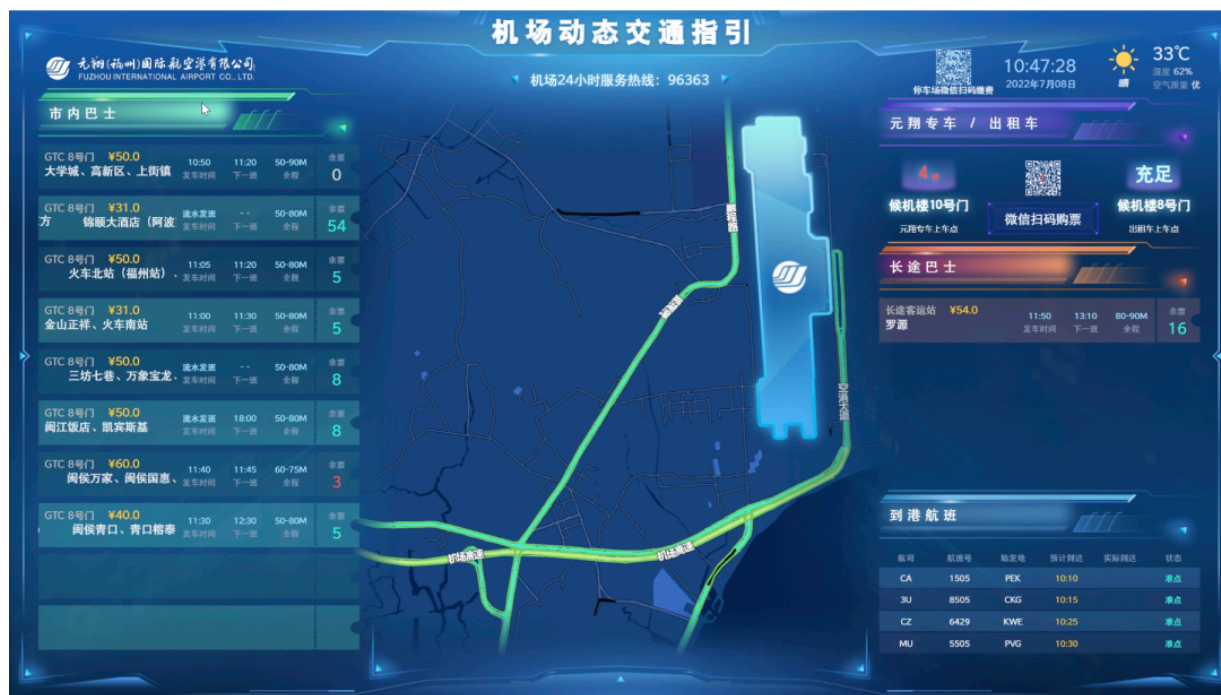 机场动态交通指引
元翔(福州)国际航空港有限公司
FUZHOU INTERNATIONAL AIRPORT CO., LTD.
机场24小时服务热线：96363
停车场微信扫码缴费
10:47:28
2022年7月08日
晴
33℃
湿度 62%
空气质量 优
市内巴士
GTC 8号门 ¥50.0
大学城、高新区、上街镇
10:50 11:20 50-90M 余票
发车时间 下一班 全程 0
GTC 8号门 ¥31.0
方 锦颐大酒店（阿波
流水发班 -- 50-80M 余票
发车时间 下一班 全程 54
GTC 8号门 ¥50.0
火车北站（福州站）、
11:05 11:20 50-80M 余票
发车时间 下一班 全程 5
GTC 8号门 ¥31.0
金山正祥、火车南站
11:00 11:30 50-80M 余票
发车时间 下一班 全程 5
GTC 8号门 ¥50.0
三坊七巷、万象宝龙、
流水发班 -- 50-80M 余票
发车时间 下一班 全程 8
GTC 8号门 ¥50.0
闽江饭店、凯宾斯基
流水发班 18:00 50-80M 余票
发车时间 下一班 全程 8
GTC 8号门 ¥60.0
闽侯万家、闽侯国惠、
11:40 11:45 60-75M 余票
发车时间 下一班 全程 3
GTC 8号门 ¥40.0
闽侯青口、青口榕泰
11:30 12:30 50-80M 余票
发车时间 下一班 全程 5
机场高速
机场高速
空港大道
元翔专车 / 出租车
4辆
候机楼10号门
元翔专车上车点
微信扫码购票
充足
候机楼8号门
出租车上车点
长途巴士
长途客运站 ¥54.0
罗源
11:50 13:10 80-90M 余票
发车时间 下一班 全程 16
到港航班
航司 航班号 始发地 预计到达 实际到达 状态
CA 1505 PEK 10:10 准点
3U 8505 CKG 10:15 准点
CZ 6429 KWE 10:25 准点
MU 5505 PVG 10:30 准点